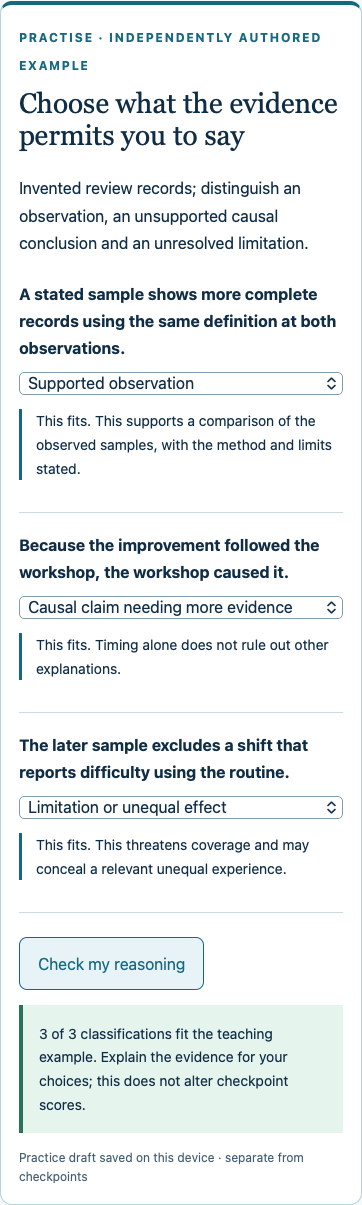 PRACTISE · INDEPENDENTLY AUTHORED
EXAMPLE
Choose what the evidence
permits you to say
Invented review records; distinguish an
observation, an unsupported causal
conclusion and an unresolved limitation.
A stated sample shows more complete
records using the same definition at both
observations.
Supported observation
This fits. This supports a comparison of the
observed samples, with the method and limits
stated.
Because the improvement followed the
workshop, the workshop caused it.
Causal claim needing more evidence
This fits. Timing alone does not rule out other
explanations.
The later sample excludes a shift that
reports difficulty using the routine.
Limitation or unequal effect
This fits. This threatens coverage and may
conceal a relevant unequal experience.
Check my reasoning
3 of 3 classifications fit the teaching
example. Explain the evidence for your
choices; this does not alter checkpoint
scores.
Practice draft saved on this device · separate from
checkpoints